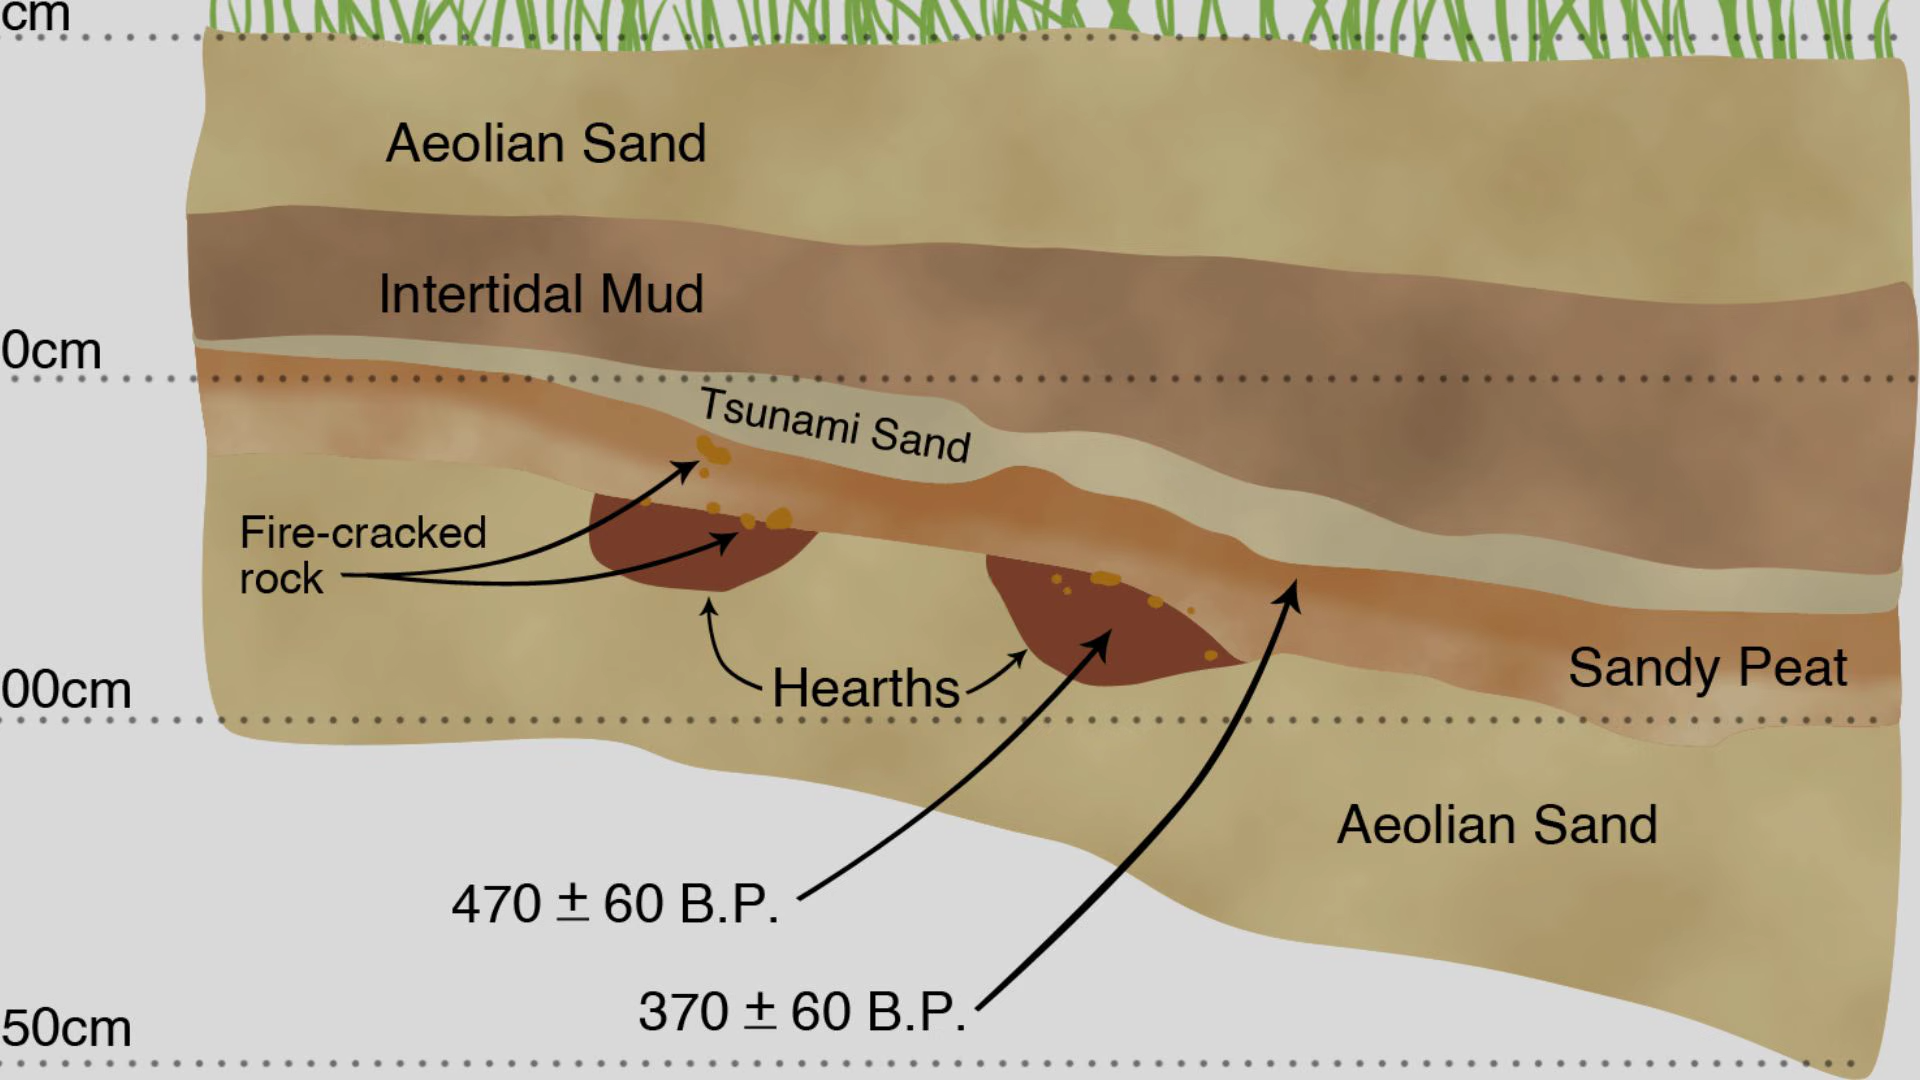 cm
Aeolian Sand
Intertidal Mud
0cm
Tsunami Sand
Fire-cracked
rock
Hearths
Sandy Peat
00cm
Aeolian Sand
470 ± 60 B.P.
370 ± 60 B.P.
50cm